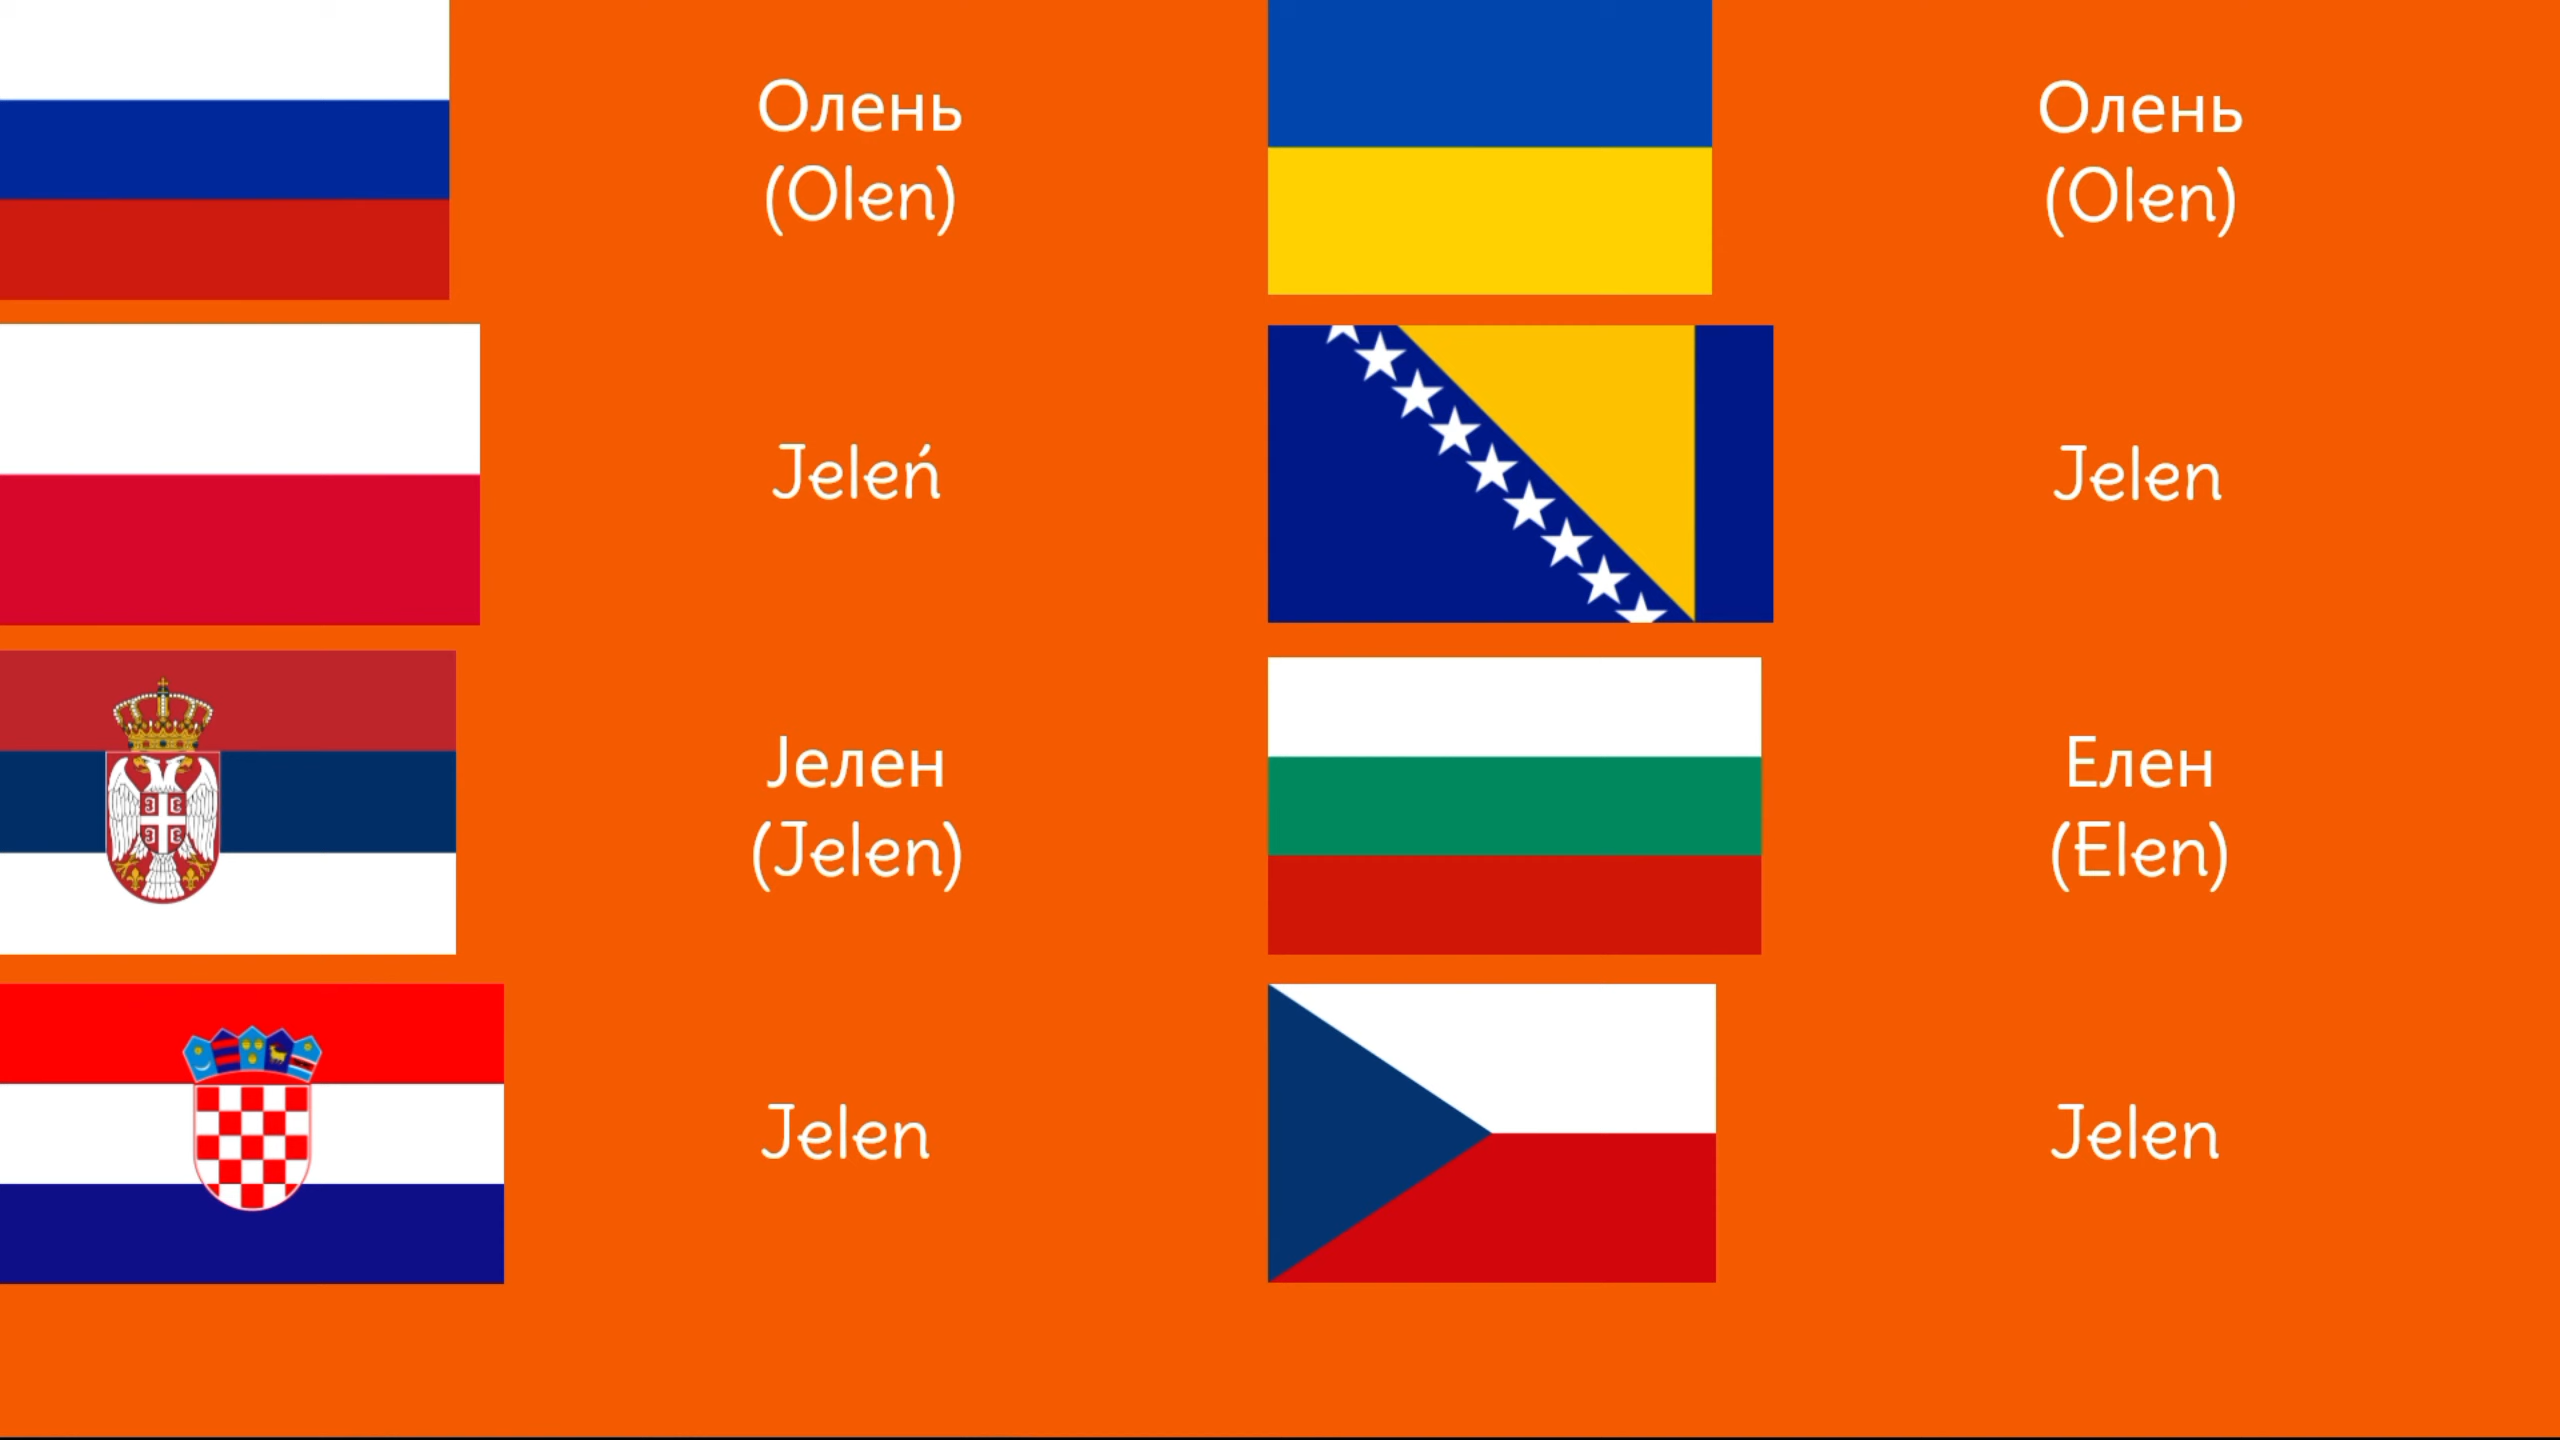 Олень
(Olen)
Олень
(Olen)
Jeleń
Jelen
Јелен
(Jelen)
Елен
(Elen)
Jelen
Jelen